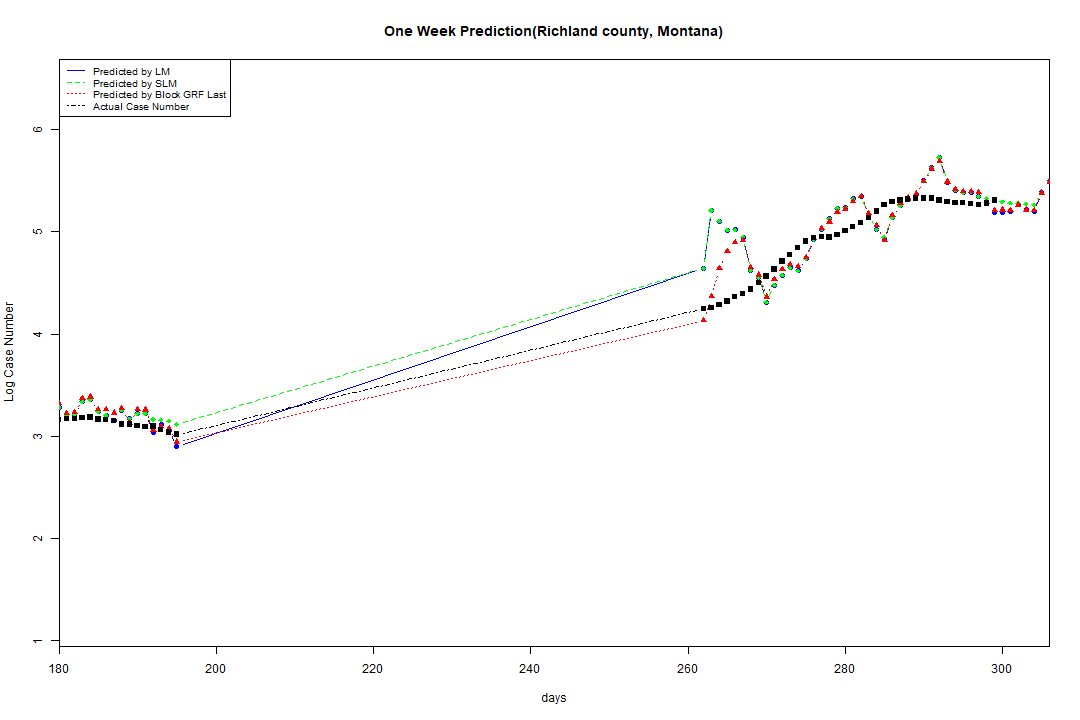 One Week Prediction(Richland county, Montana)
Predicted by LM
Predicted by SLM
Predicted by Block GRF Last
Actual Case Number
6
5
4
3
2
1
Log Case Number
180 200 220 240 260 280 300
days